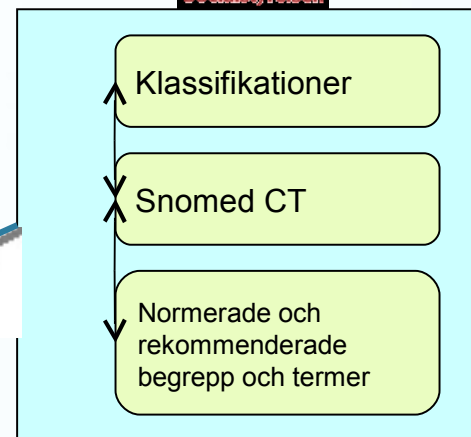 Klassifikationer
Snomed CT
Normerade och
rekommenderade
begrepp och termer